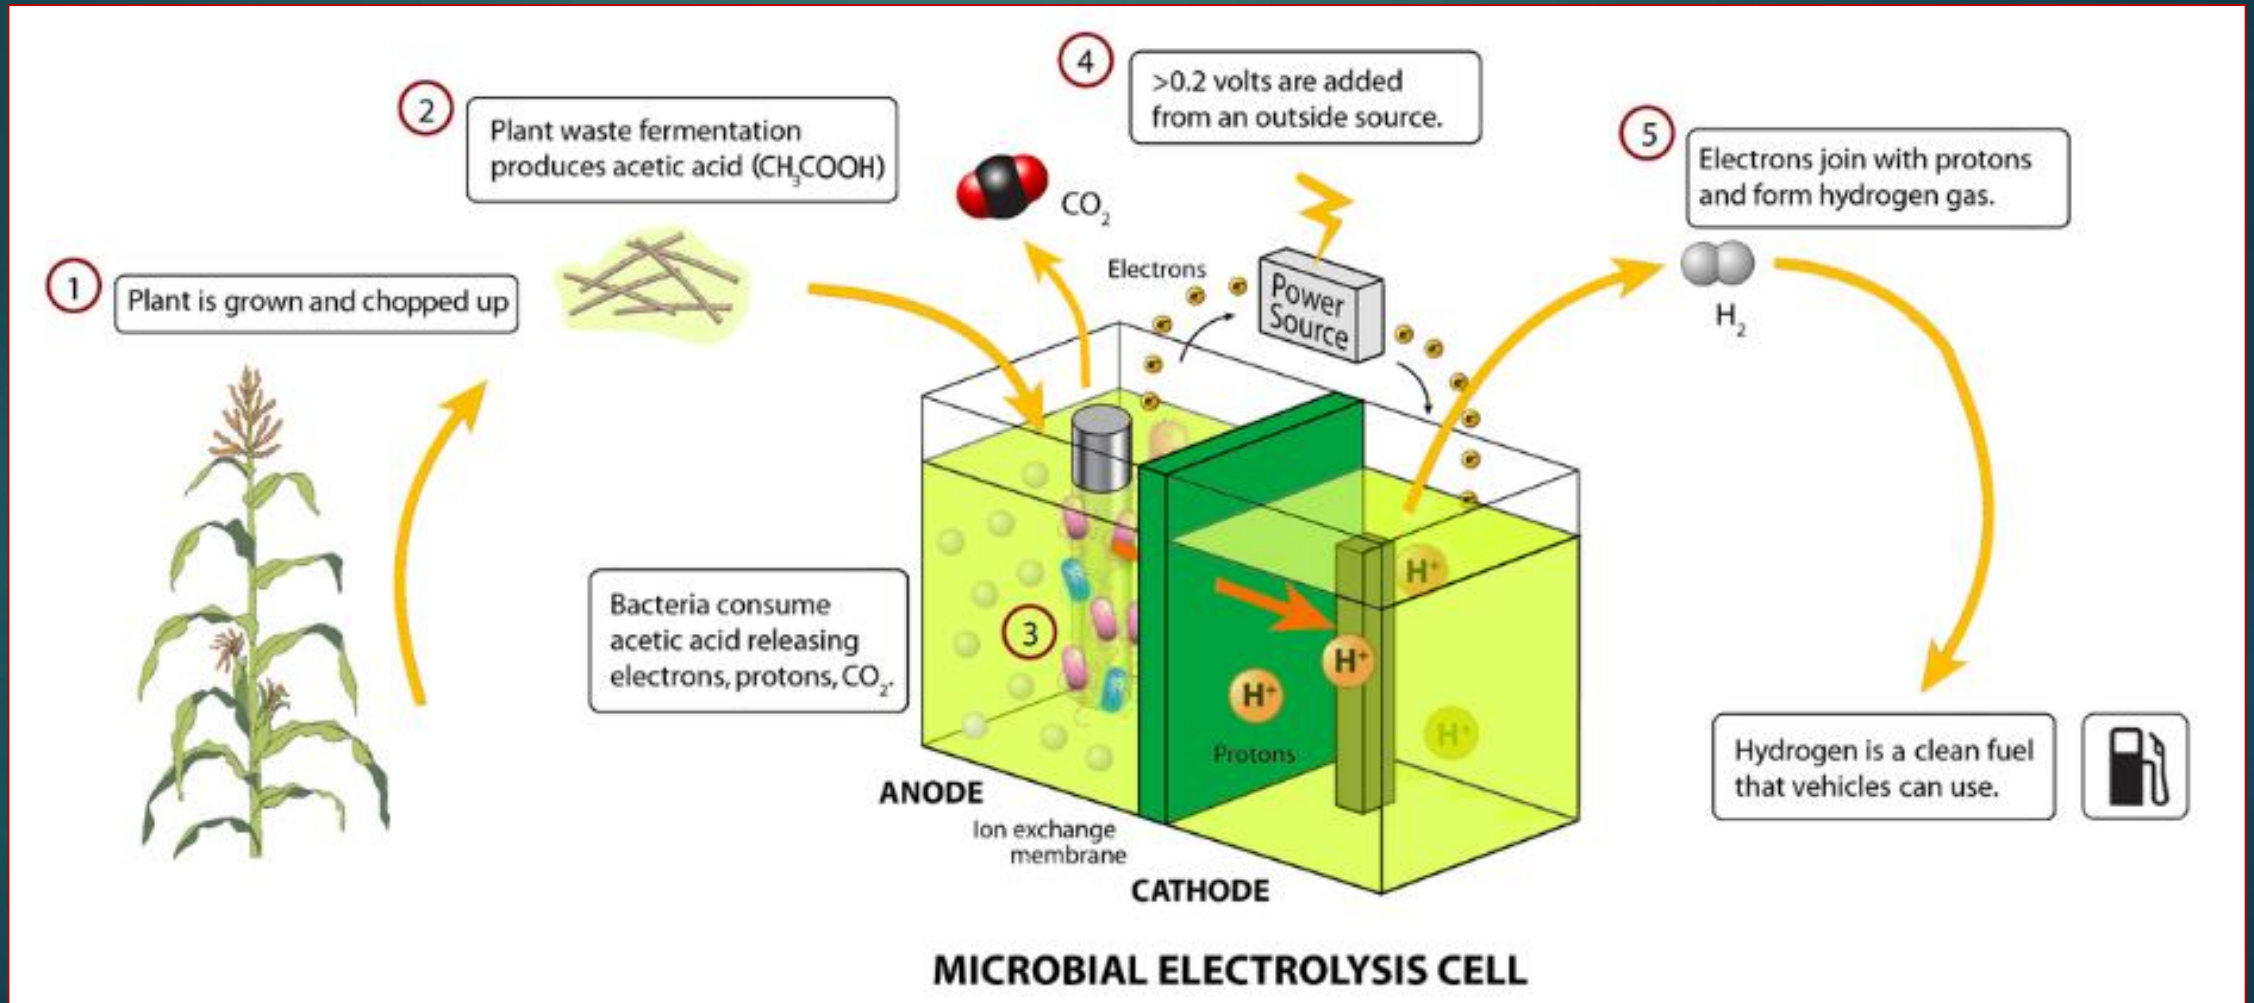 1
Plant is grown and chopped up
2
Plant waste fermentation
produces acetic acid (CH₃COOH)
CO₂
3
Bacteria consume
acetic acid releasing
electrons, protons, CO₂.
4
>0.2 volts are added
from an outside source.
Electrons
e⁻
e⁻
e⁻
e⁻
e⁻
Power
Source
e⁻
e⁻
e⁻
e⁻
e⁻
e⁻
5
Electrons join with protons
and form hydrogen gas.
H₂
H⁺
H⁺
H⁺
H⁺
Protons
ANODE
Ion exchange
membrane
CATHODE
Hydrogen is a clean fuel
that vehicles can use.
MICROBIAL ELECTROLYSIS CELL